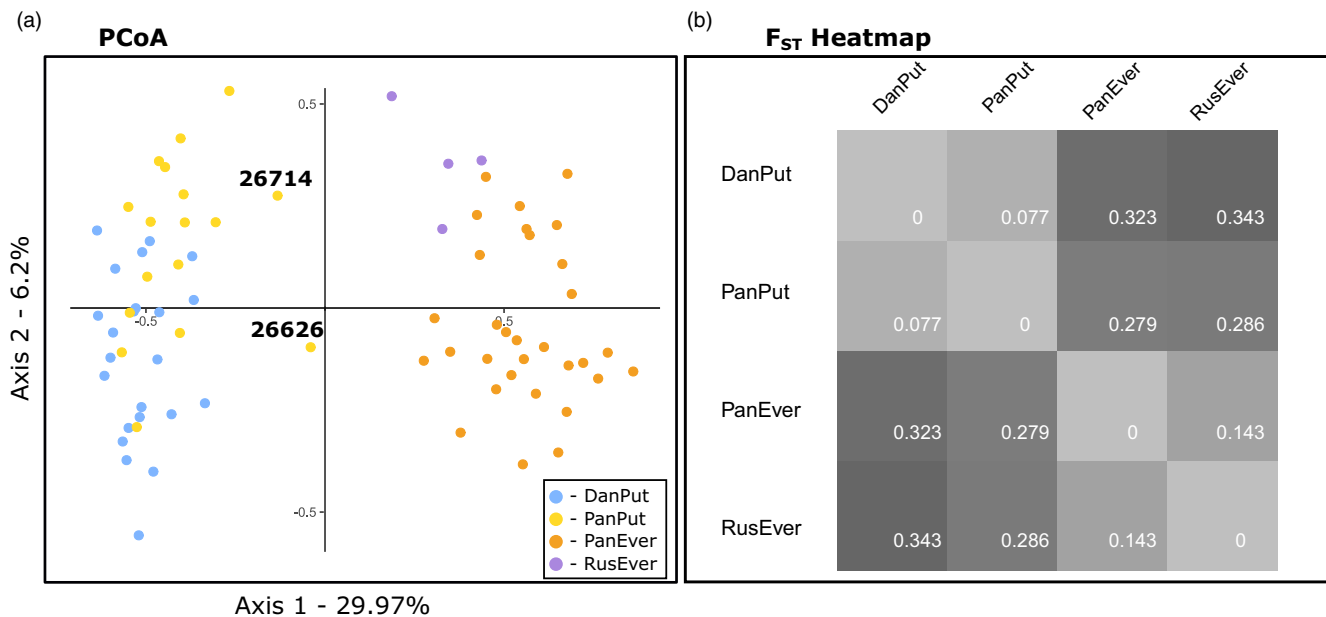 (a)
PCoA
0.5
26714
-0.5
0.5
26626
-0.5
Axis 2 - 6.2%
Axis 1 - 29.97%
- DanPut
- PanPut
- PanEver
- RusEver
(b)
FST Heatmap
DanPut PanPut PanEver RusEver
DanPut 0 0.077 0.323 0.343
PanPut 0.077 0 0.279 0.286
PanEver 0.323 0.279 0 0.143
RusEver 0.343 0.286 0.143 0